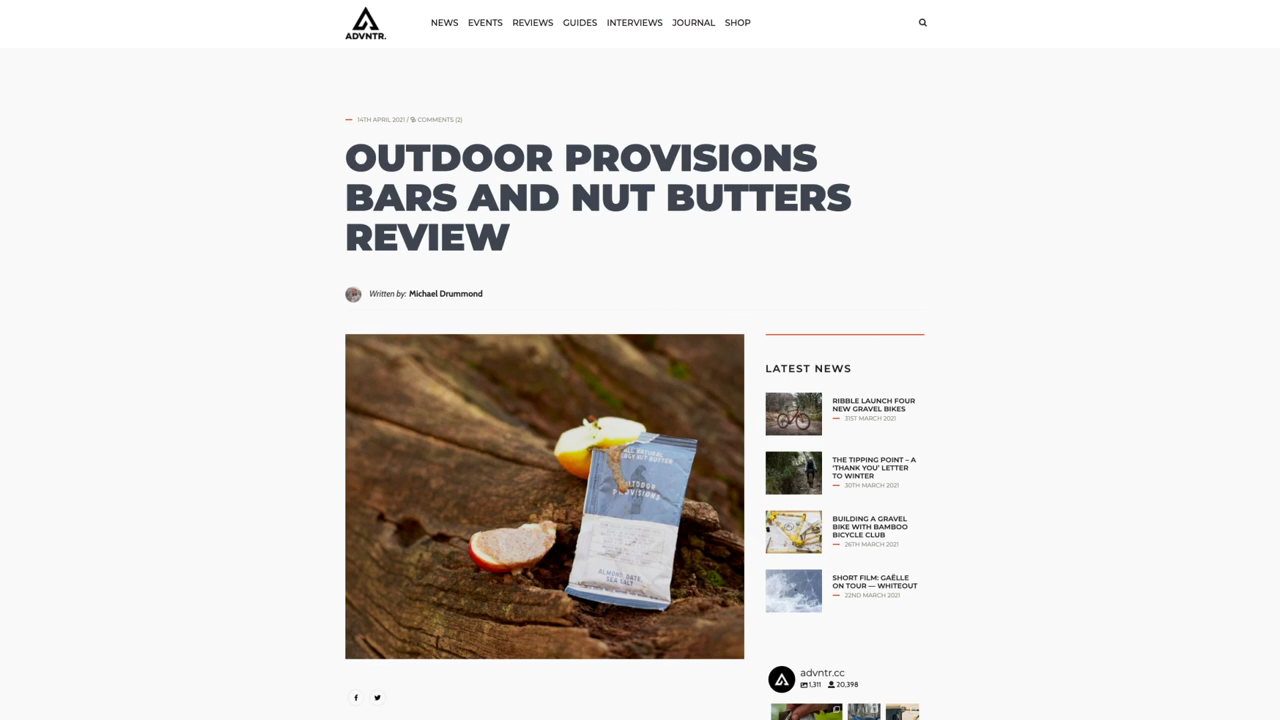 ADVNTR.
NEWS EVENTS REVIEWS GUIDES INTERVIEWS JOURNAL SHOP
14TH APRIL 2021 / COMMENTS (2)
OUTDOOR PROVISIONS
BARS AND NUT BUTTERS
REVIEW
Written by: Michael Drummond
NUT BUTTER
OUTDOOR
PROVISIONS
ALMOND, DATE,
SEA SALT
LATEST NEWS
RIBBLE LAUNCH FOUR
NEW GRAVEL BIKES
31ST MARCH 2021
THE TIPPING POINT – A
‘THANK YOU’ LETTER
TO WINTER
30TH MARCH 2021
BUILDING A GRAVEL
BIKE WITH BAMBOO
BICYCLE CLUB
26TH MARCH 2021
SHORT FILM: GAËLLE
ON TOUR — WHITEOUT
22ND MARCH 2021
advntr.cc
1,311 20,398